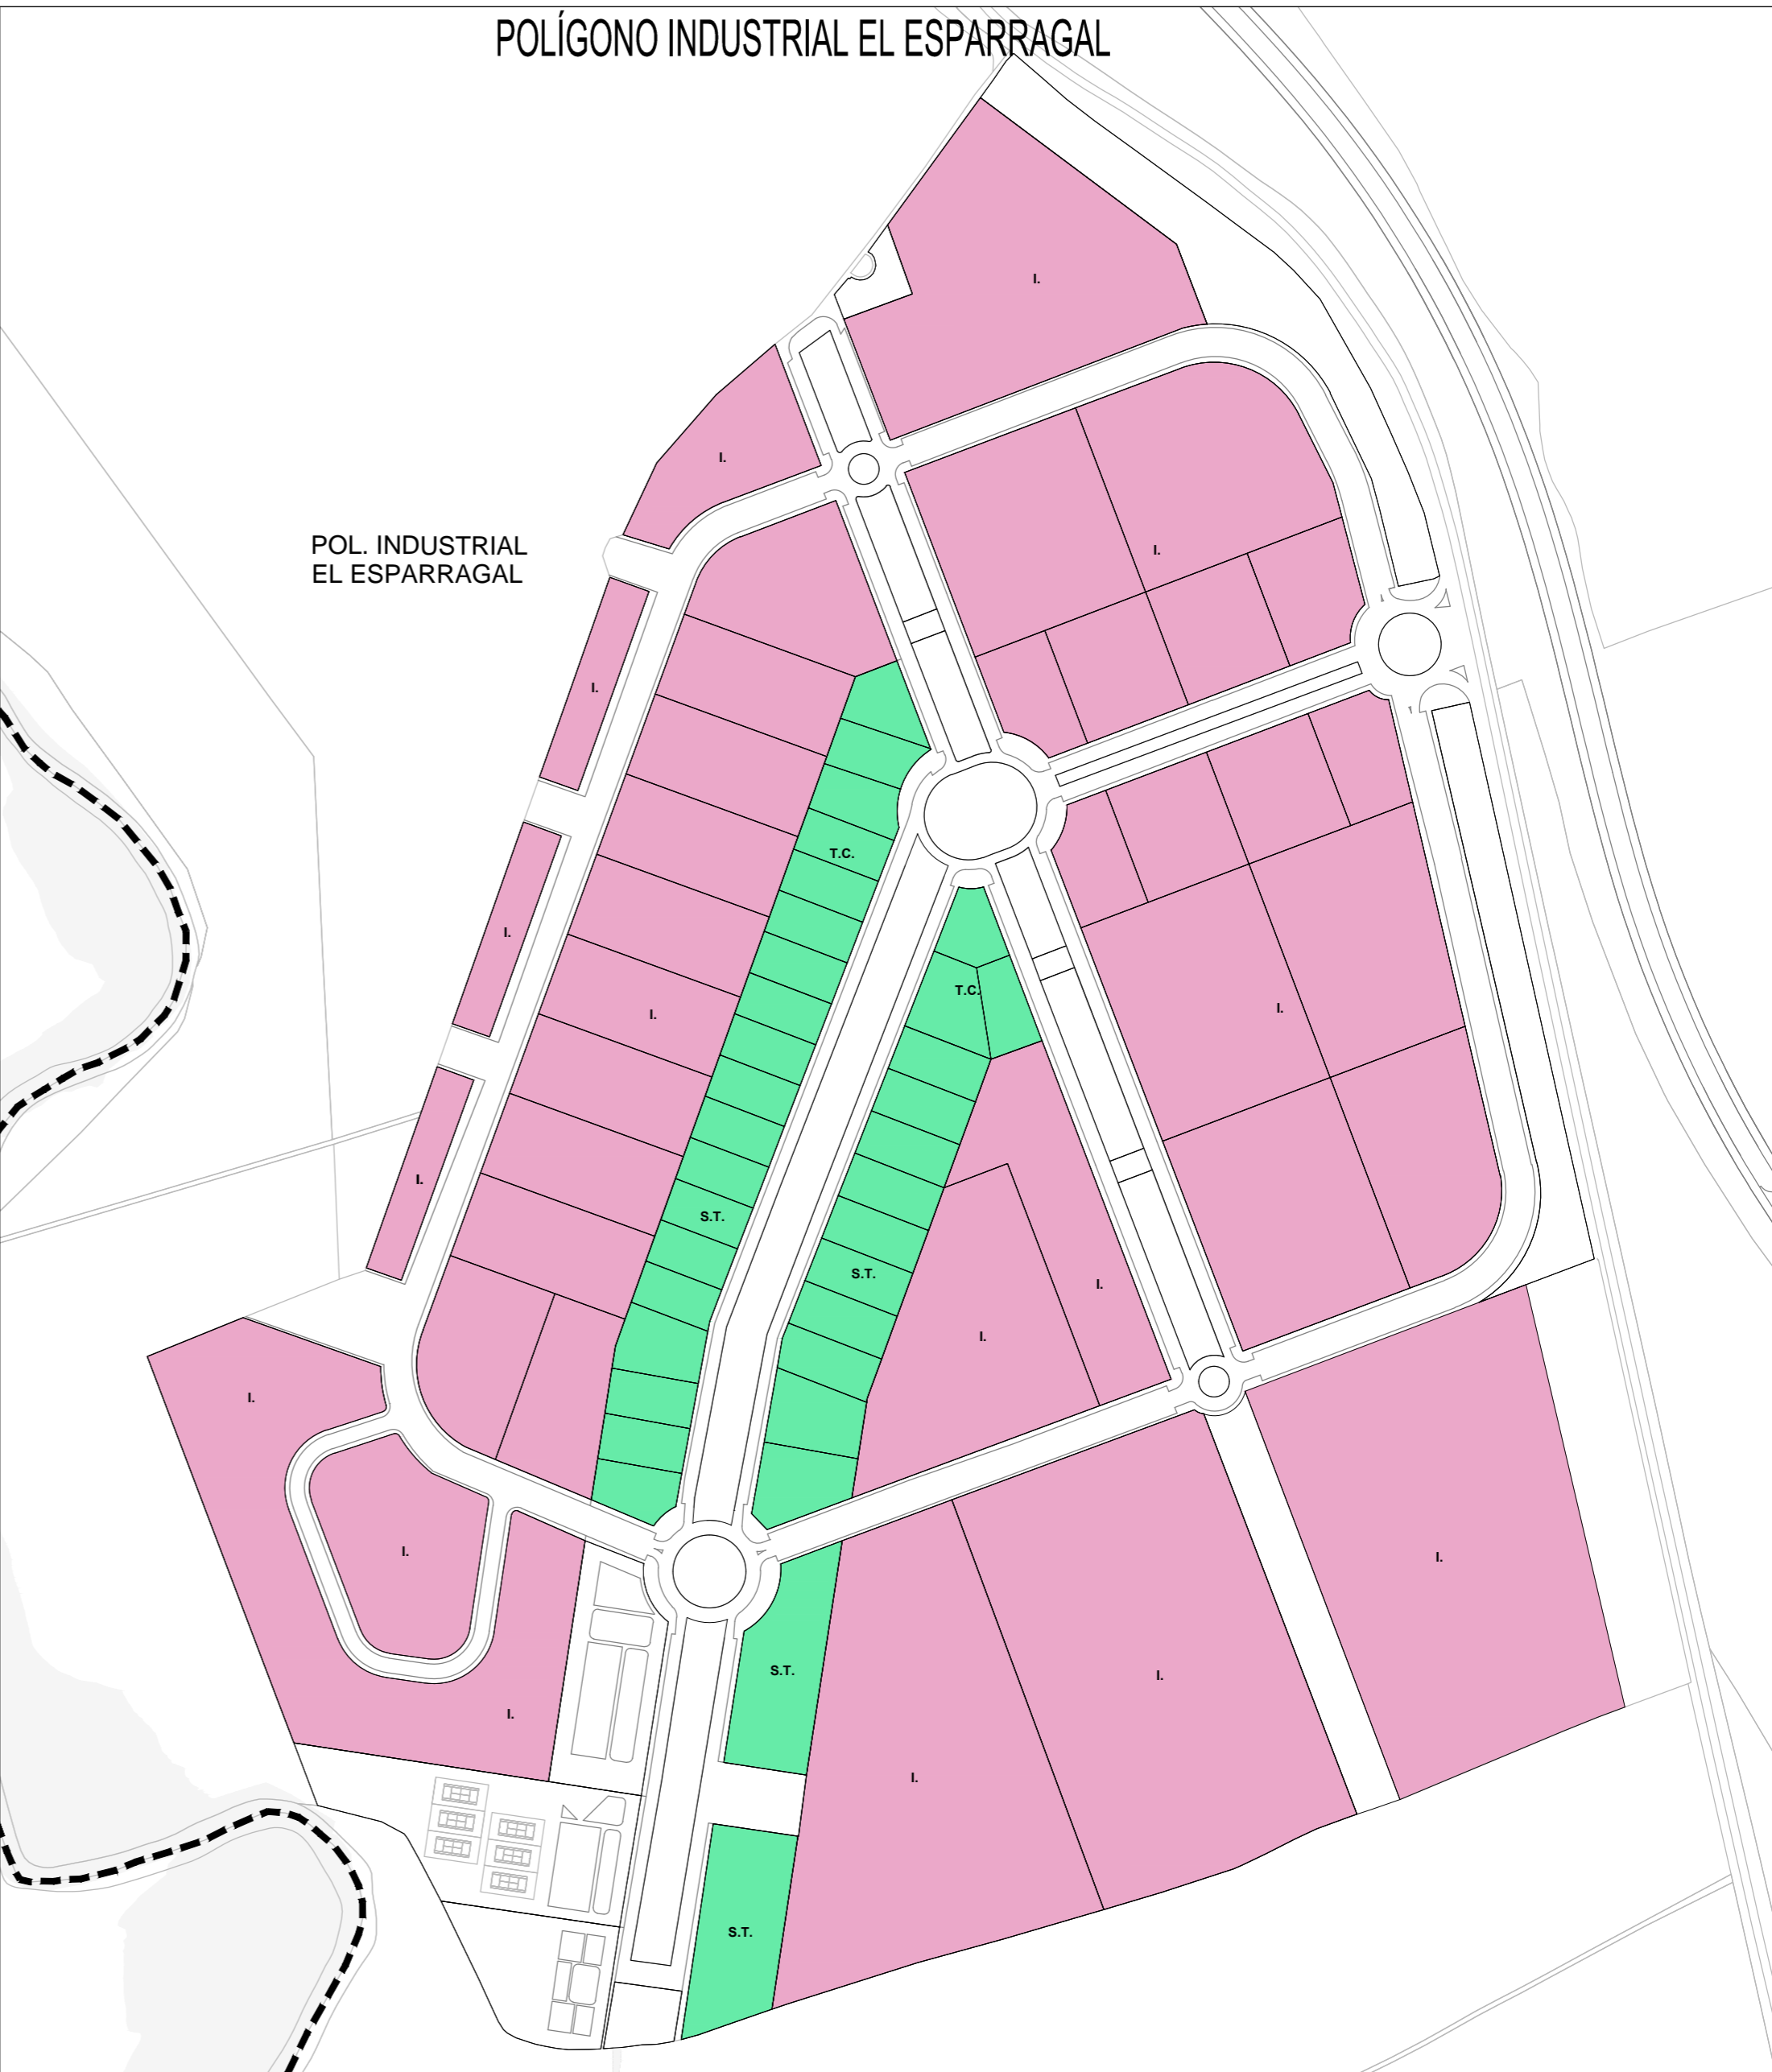 POLÍGONO INDUSTRIAL EL ESPARRAGAL
I.
I.
POL. INDUSTRIAL
EL ESPARRAGAL
I.
I.
T.C.
I.
T.C.
I.
I.
I.
S.T.
S.T.
I.
I.
I.
I.
I.
I.
S.T.
I.
I.
I.
S.T.